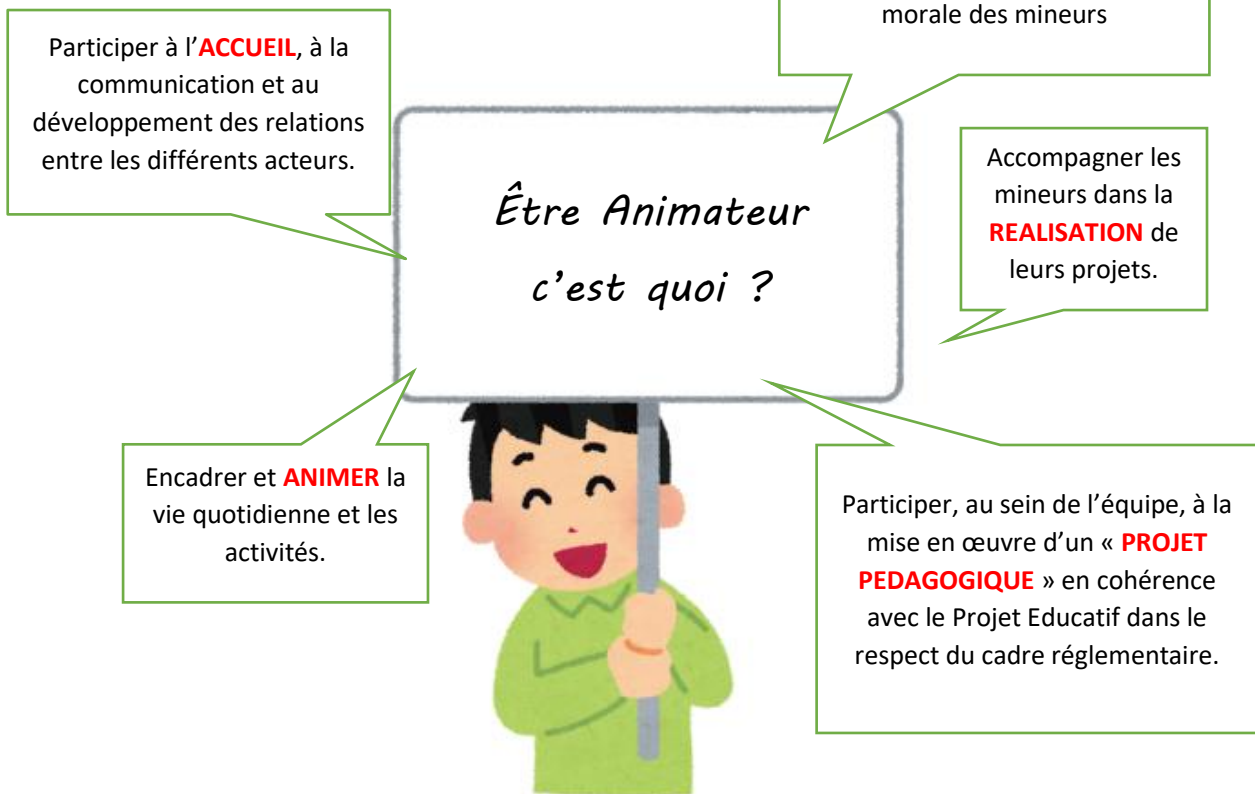 morale des mineurs
Participer à l’ACCUEIL, à la
communication et au
développement des relations
entre les différents acteurs.
Être Animateur
c’est quoi ?
Accompagner les
mineurs dans la
REALISATION de
leurs projets.
Encadrer et ANIMER la
vie quotidienne et les
activités.
Participer, au sein de l’équipe, à la
mise en œuvre d’un « PROJET
PEDAGOGIQUE » en cohérence
avec le Projet Educatif dans le
respect du cadre réglementaire.